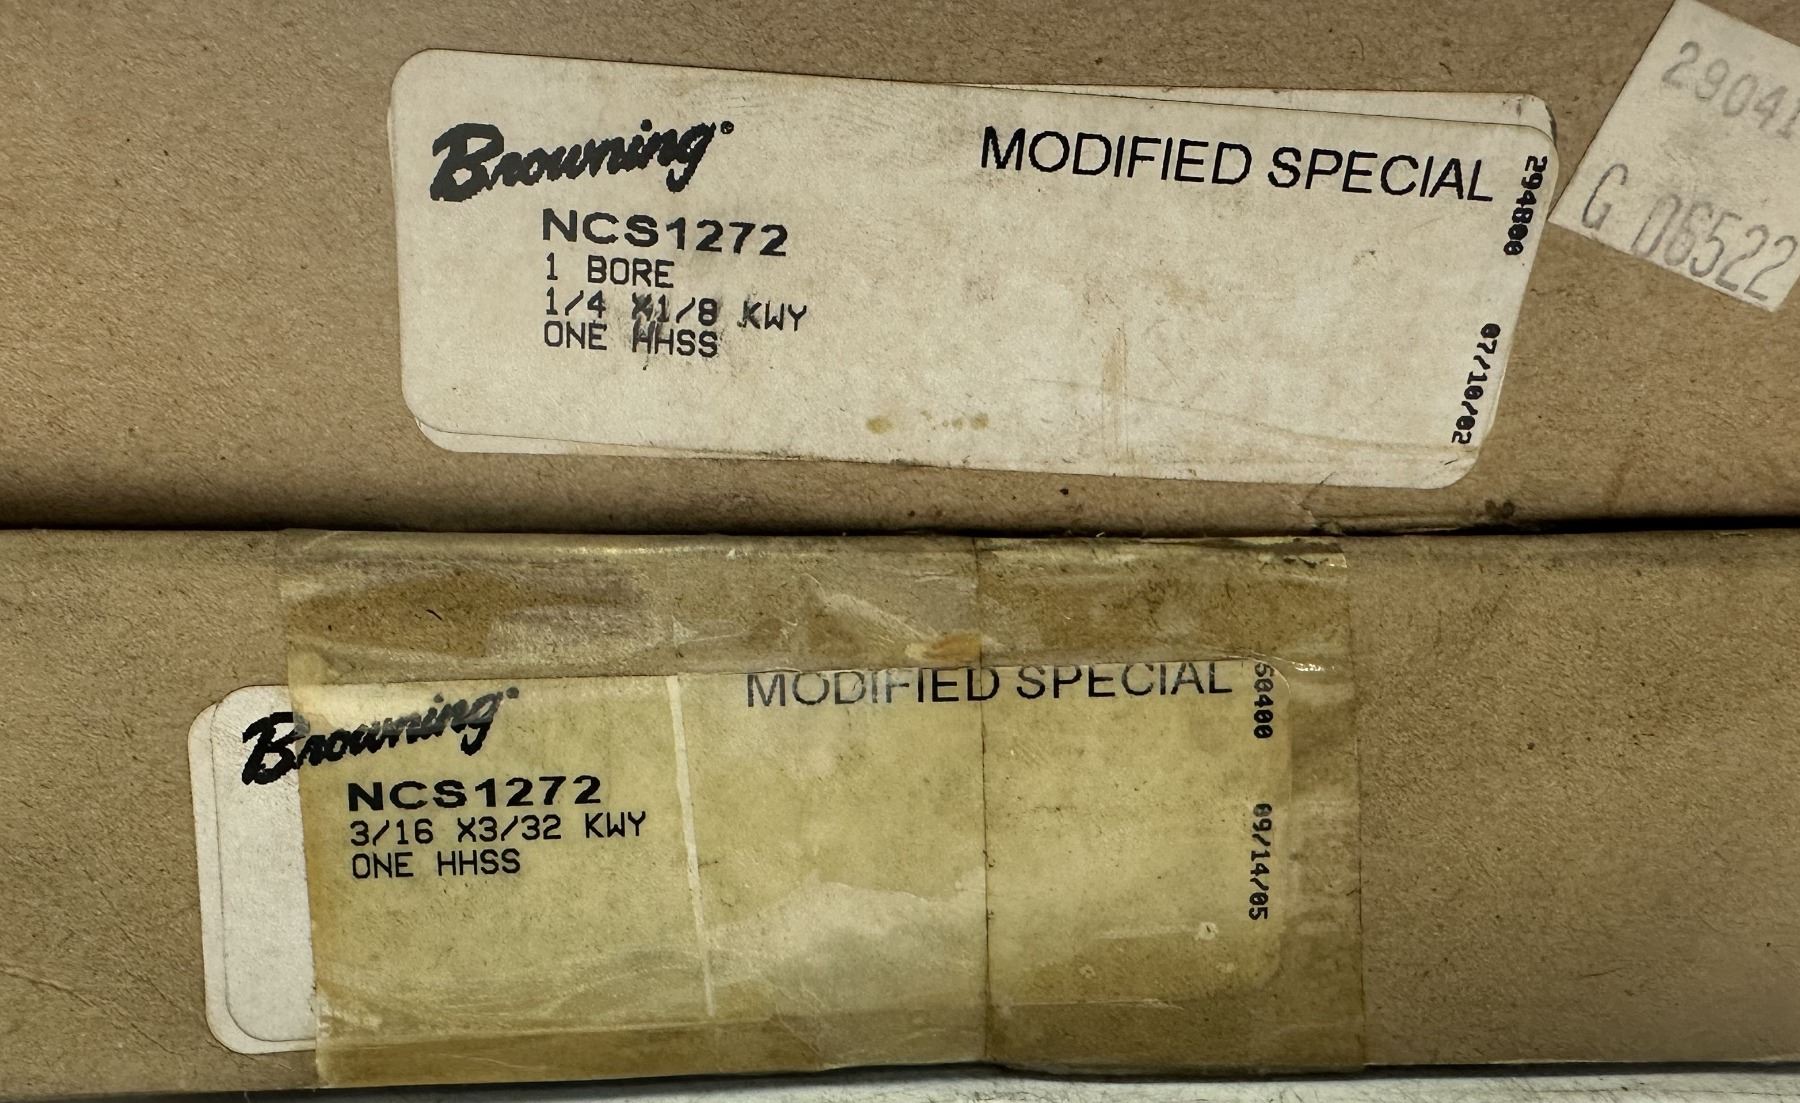 Browning®
MODIFIED SPECIAL
NCS1272
1 BORE
1/4 X1/8 KWY
ONE HHSS
294800
07/10/02
G 06522
Browning®
MODIFIED SPECIAL
NCS1272
3/16 X3/32 KWY
ONE HHSS
09/14/05